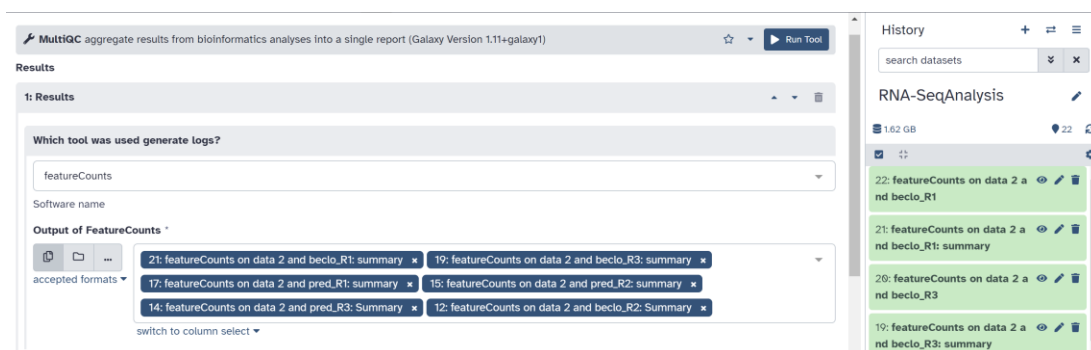 MultiQC aggregate results from bioinformatics analyses into a single report (Galaxy Version 1.11+galaxy1)
Run Tool
Results
1: Results
Which tool was used generate logs?
featureCounts
Software name
Output of FeatureCounts *
...
accepted formats
21: featureCounts on data 2 and beclo_R1: summary ×
19: featureCounts on data 2 and beclo_R3: summary ×
17: featureCounts on data 2 and pred_R1: summary ×
15: featureCounts on data 2 and pred_R2: summary ×
14: featureCounts on data 2 and pred_R3: Summary ×
12: featureCounts on data 2 and beclo_R2: Summary ×
switch to column select
History
search datasets
RNA-SeqAnalysis
1.62 GB
22
22: featureCounts on data 2 a
nd beclo_R1
21: featureCounts on data 2 a
nd beclo_R1: summary
20: featureCounts on data 2 a
nd beclo_R3
19: featureCounts on data 2 a
nd beclo_R3: summary